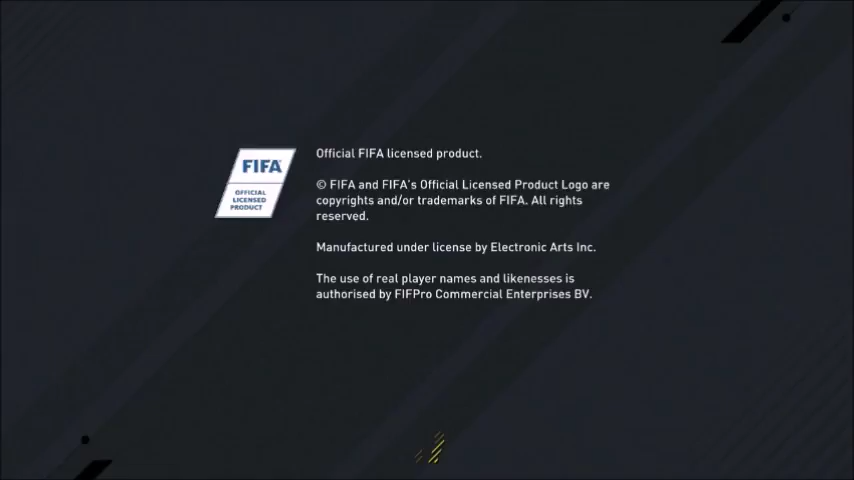 FIFA
OFFICIAL
LICENSED
PRODUCT
Official FIFA licensed product.
© FIFA and FIFA's Official Licensed Product Logo are
copyrights and/or trademarks of FIFA. All rights
reserved.
Manufactured under license by Electronic Arts Inc.
The use of real player names and likenesses is
authorised by FIFPro Commercial Enterprises BV.